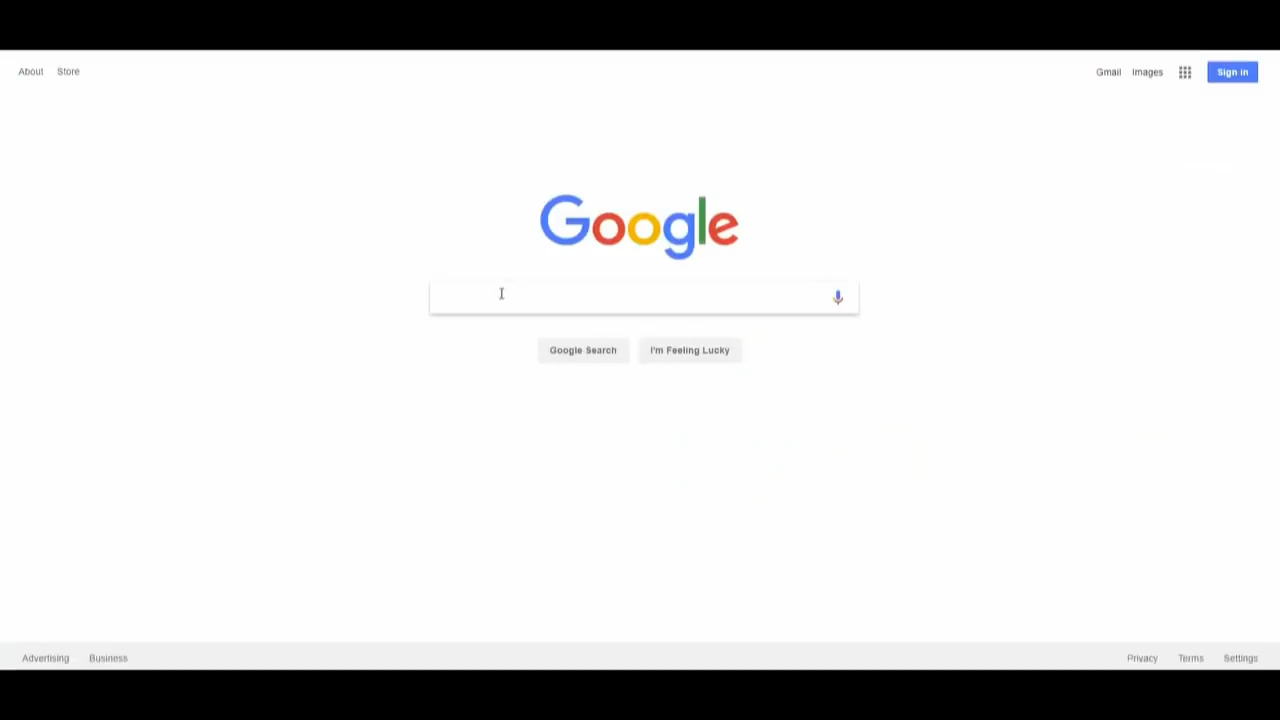 About Store Gmail Images Sign in
Google
Google Search I'm Feeling Lucky
Advertising Business Privacy Terms Settings